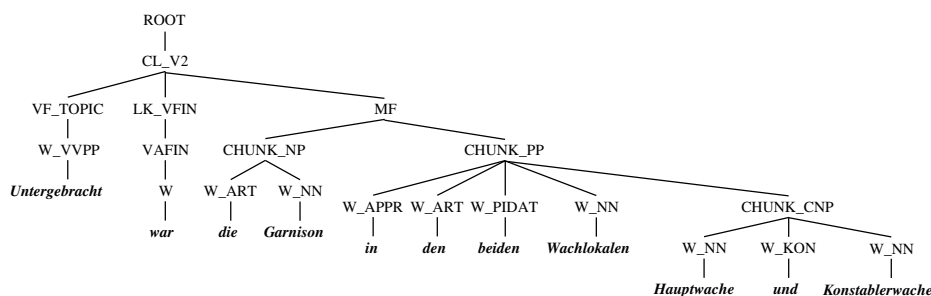 ROOT
CL_V2
VF_TOPIC LK_VFIN MF
W_VVPP VAFIN CHUNK_NP CHUNK_PP
Untergebracht W W_ART W_NN W_APPR W_ART W_PIDAT W_NN CHUNK_CNP
war die Garnison in den beiden Wachlokalen W_NN W_KON W_NN
Hauptwache und Konstablerwache